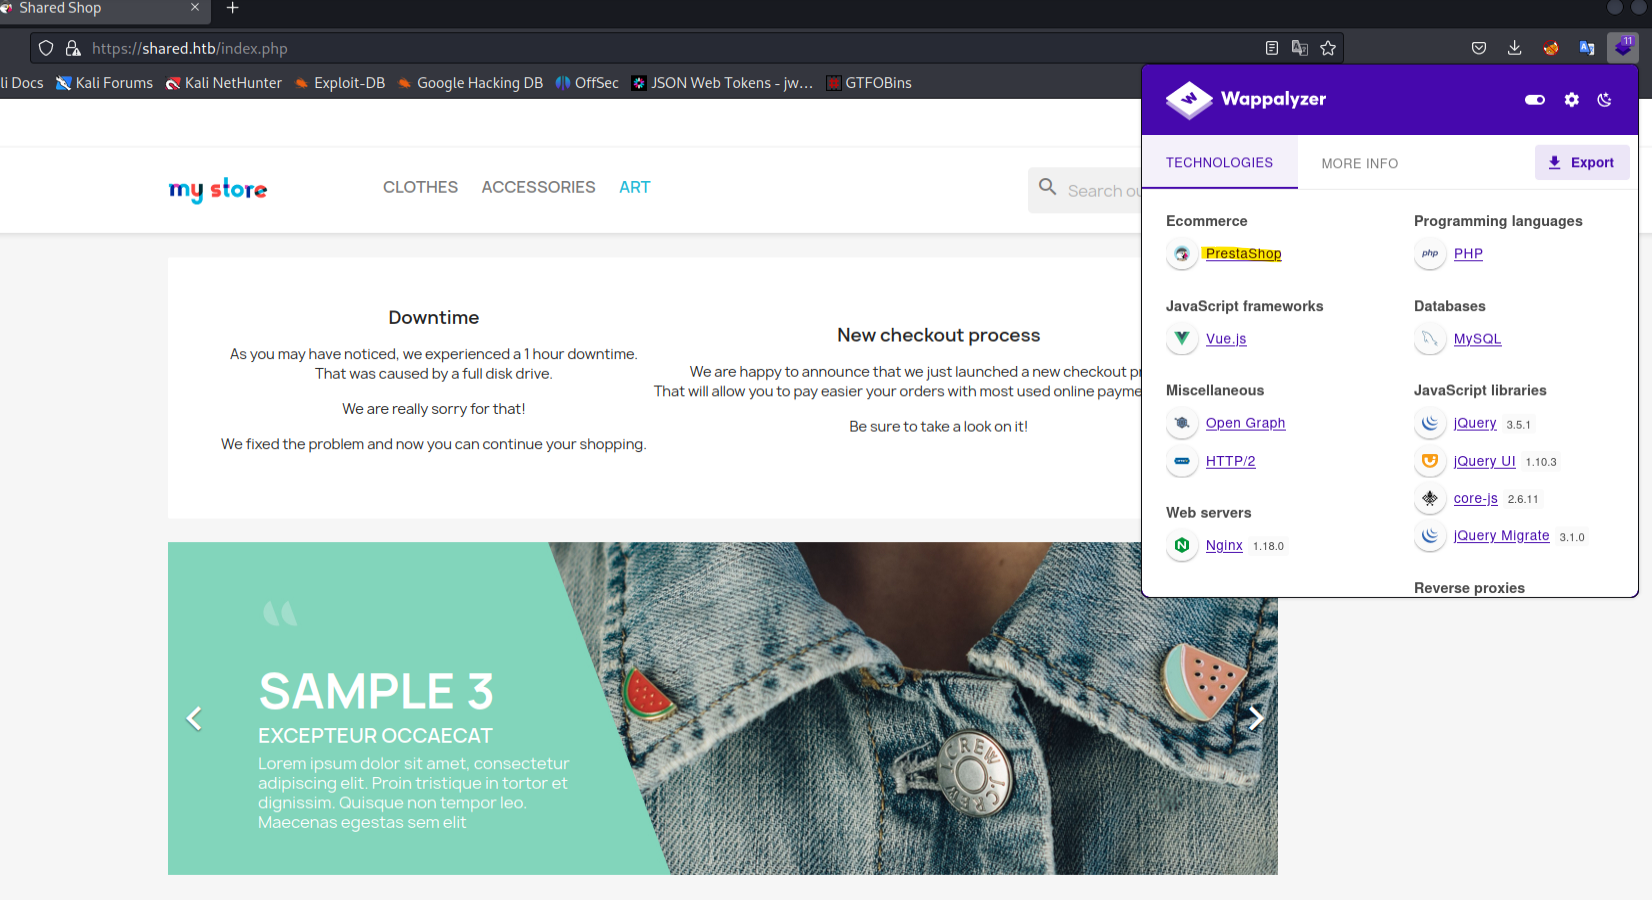 Shared Shop
https://shared.htb/index.php
11
li Docs
Kali Forums
Kali NetHunter
Exploit-DB
Google Hacking DB
OffSec
JSON Web Tokens - jw...
GTFOBins
my store
CLOTHES
ACCESSORIES
ART
Search ou
Downtime
As you may have noticed, we experienced a 1 hour downtime.
That was caused by a full disk drive.
We are really sorry for that!
We fixed the problem and now you can continue your shopping.
New checkout process
We are happy to announce that we just launched a new checkout pr
That will allow you to pay easier your orders with most used online payme
Be sure to take a look on it!
SAMPLE 3
EXCEPTEUR OCCAECAT
Lorem ipsum dolor sit amet, consectetur
adipiscing elit. Proin tristique in tortor et
dignissim. Quisque non tempor leo.
Maecenas egestas sem elit
J.CREW J.CREW
Wappalyzer
TECHNOLOGIES
MORE INFO
Export
Ecommerce
PrestaShop
JavaScript frameworks
Vue.js
Miscellaneous
Open Graph
HTTP/2
Web servers
Nginx 1.18.0
Programming languages
php PHP
Databases
MySQL
JavaScript libraries
jQuery 3.5.1
jQuery UI 1.10.3
core-js 2.6.11
jQuery Migrate 3.1.0
Reverse proxies